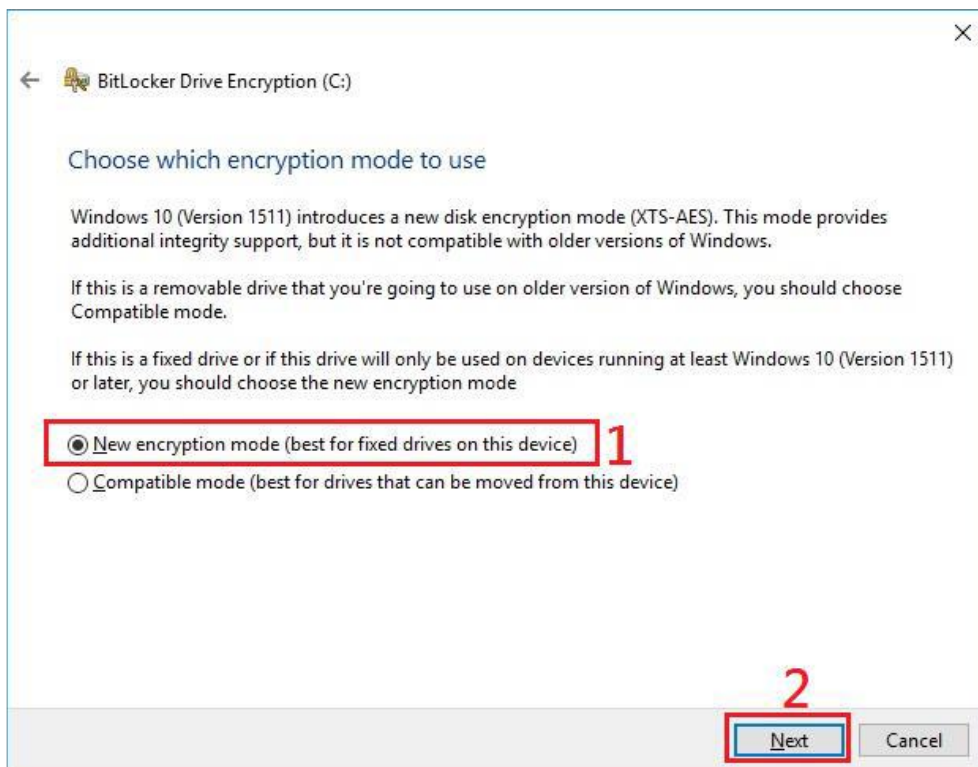 BitLocker Drive Encryption (C:)
Choose which encryption mode to use
Windows 10 (Version 1511) introduces a new disk encryption mode (XTS-AES). This mode provides
additional integrity support, but it is not compatible with older versions of Windows.
If this is a removable drive that you're going to use on older version of Windows, you should choose
Compatible mode.
If this is a fixed drive or if this drive will only be used on devices running at least Windows 10 (Version 1511)
or later, you should choose the new encryption mode
New encryption mode (best for fixed drives on this device) 1
Compatible mode (best for drives that can be moved from this device)
2
Next Cancel